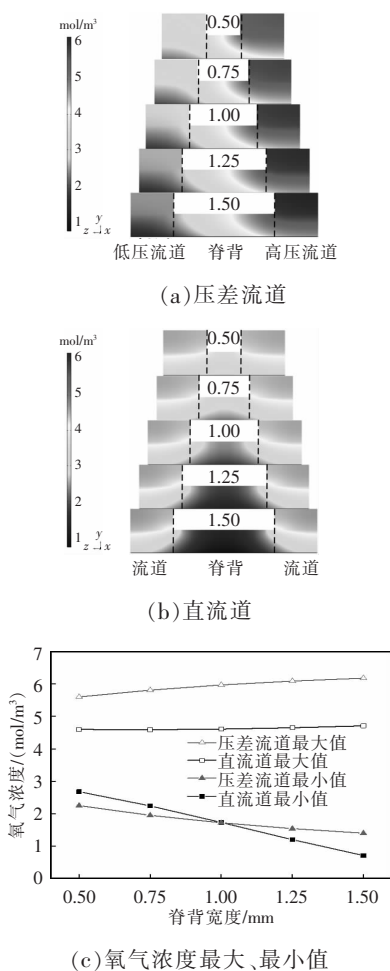 mol/m³
6
5
4
3
2
1
y
z x
0.50
0.75
1.00
1.25
1.50
低压流道 脊背 高压流道
(a)压差流道
mol/m³
6
5
4
3
2
1
y
z x
0.50
0.75
1.00
1.25
1.50
流道 脊背 流道
(b)直流道
7
6
5
4
3
2
1
0
氧气浓度/(mol/m³)
压差流道最大值
直流道最大值
压差流道最小值
直流道最小值
0.50 0.75 1.00 1.25 1.50
脊背宽度/mm
(c)氧气浓度最大、最小值